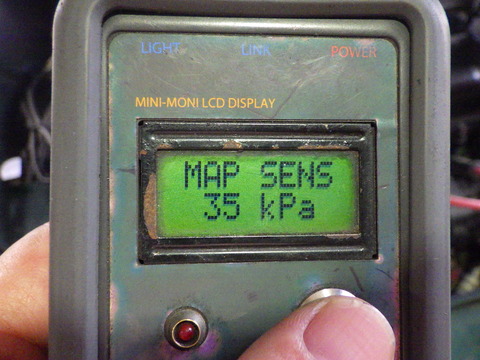 LIGHT LINK POWER
MINI-MONI LCD DISPLAY
MAP SENS
35 kPa